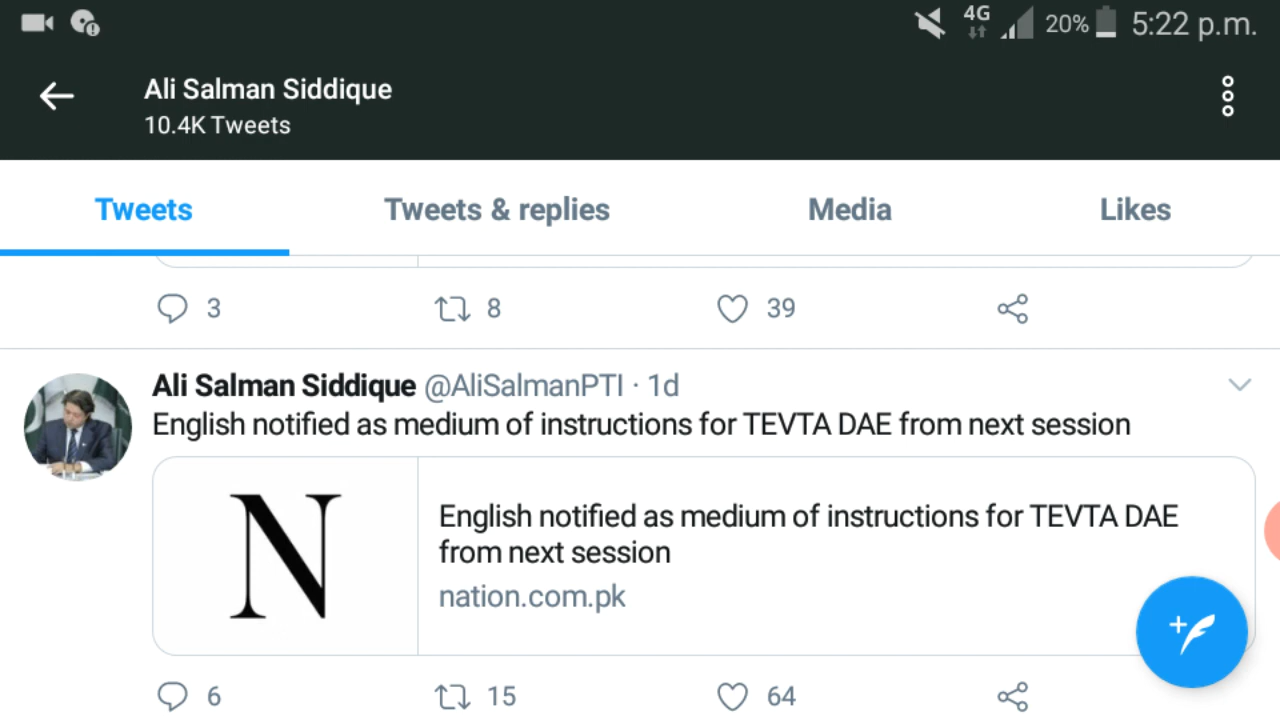 4G 20% 5:22 p.m.
Ali Salman Siddique
10.4K Tweets
Tweets Tweets & replies Media Likes
3 8 39
Ali Salman Siddique @AliSalmanPTI · 1d
English notified as medium of instructions for TEVTA DAE from next session
N
English notified as medium of instructions for TEVTA DAE
from next session
nation.com.pk
6 15 64